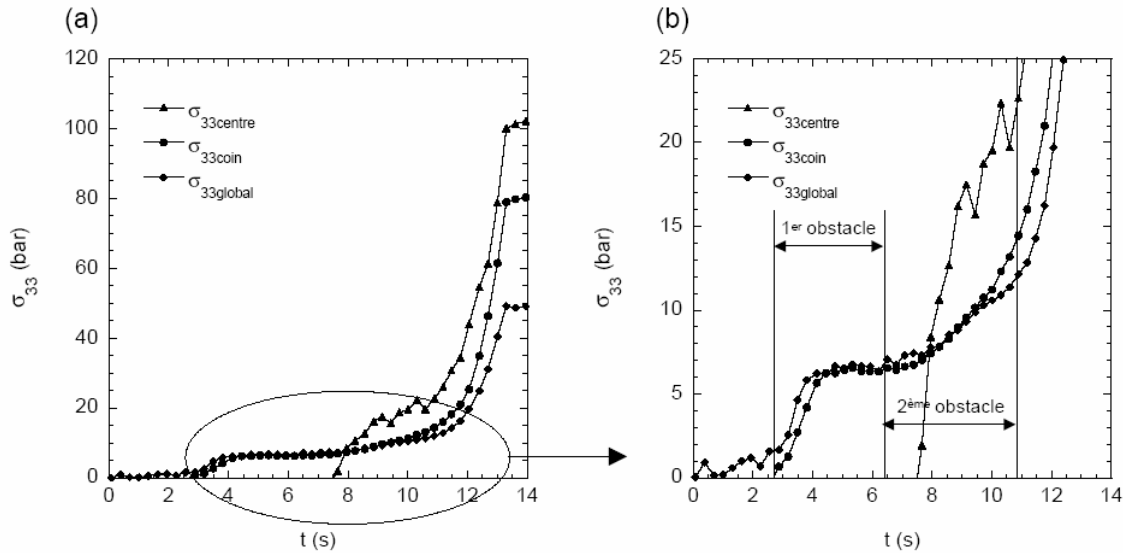 (a)
120
100
80
60
40
20
0
σ33 (bar)
σ33centre
σ33coin
σ33global
0 2 4 6 8 10 12 14
t (s)
(b)
25
20
15
10
5
0
σ33 (bar)
σ33centre
σ33coin
σ33global
1er obstacle
2ème obstacle
0 2 4 6 8 10 12 14
t (s)